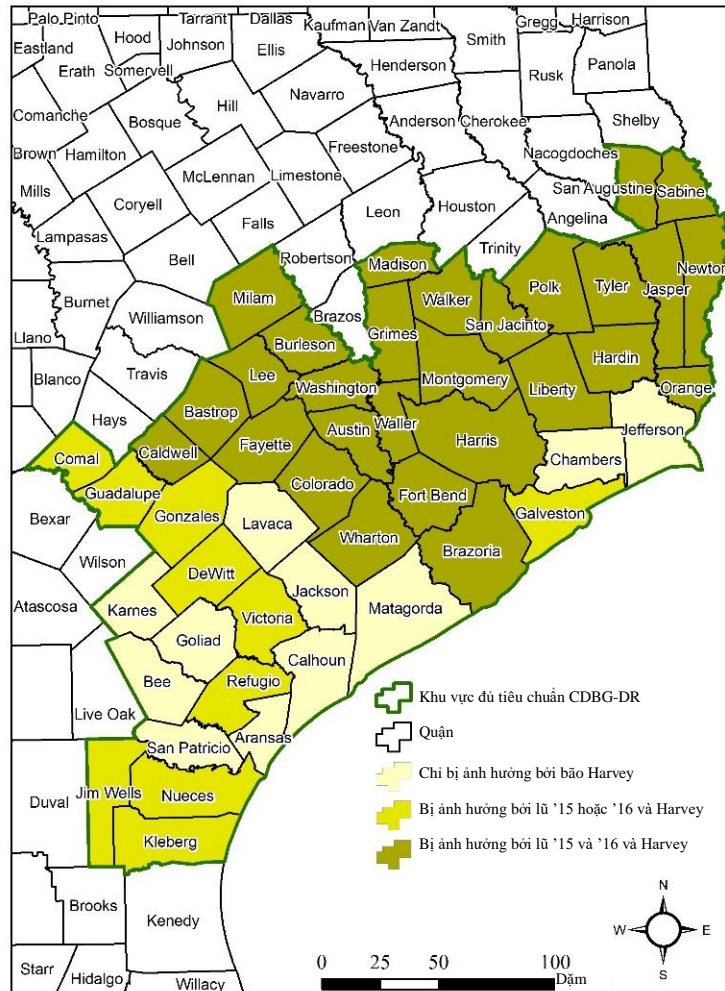 Palo Pinto
Tarrant
Dallas
Kaufman
Van Zandt
Gregg
Harrison
Eastland
Hood
Johnson
Ellis
Smith
Rusk
Panola
Erath
Somervell
Henderson
Comanche
Bosque
Hill
Navarro
Anderson
Cherokee
Shelby
Brown
Hamilton
Freestone
Nacogdoches
Mills
McLennan
Limestone
San Augustine
Sabine
Coryell
Leon
Houston
Angelina
Lampasas
Falls
Trinity
Bell
Robertson
Madison
Newton
Burnet
Milam
Walker
Polk
Tyler
Jasper
Llano
Williamson
Brazos
Grimes
San Jacinto
Burleson
Blanco
Travis
Lee
Washington
Montgomery
Liberty
Hardin
Orange
Hays
Bastrop
Austin
Waller
Harris
Jefferson
Comal
Caldwell
Fayette
Chambers
Guadalupe
Colorado
Fort Bend
Galveston
Bexar
Gonzales
Lavaca
Wharton
Brazoria
Wilson
DeWitt
Jackson
Matagorda
Atascosa
Karnes
Victoria
Goliad
Calhoun
Bee
Refugio
Live Oak
Aransas
San Patricio
Duval
Jim Wells
Nueces
Kleberg
Brooks
Kenedy
Starr
Hidalgo
Willacy
Khu vực đủ tiêu chuẩn CDBG-DR
Quận
Chỉ bị ảnh hưởng bởi bão Harvey
Bị ảnh hưởng bởi lũ ’15 hoặc ’16 và Harvey
Bị ảnh hưởng bởi lũ ’15 và ’16 và Harvey
N
W E
S
0 25 50 100
Dặm